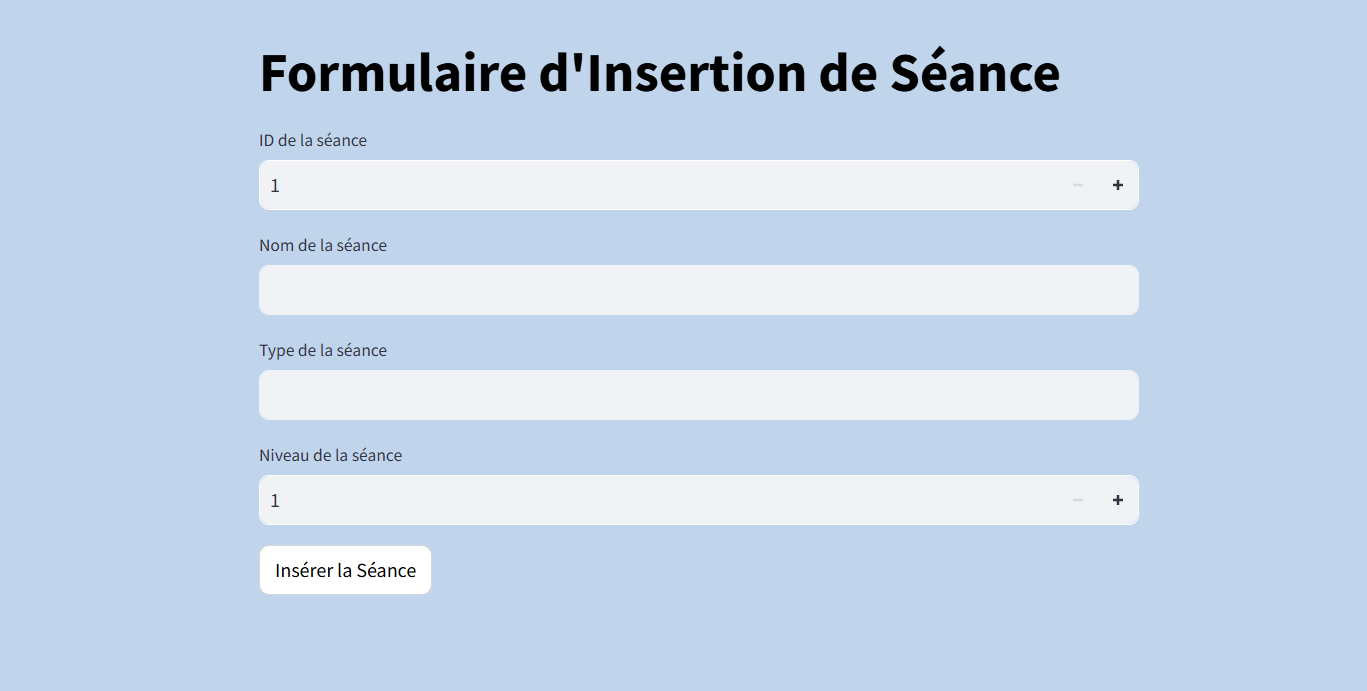 Formulaire d'Insertion de Séance
ID de la séance
1
Nom de la séance
Type de la séance
Niveau de la séance
1
Insérer la Séance